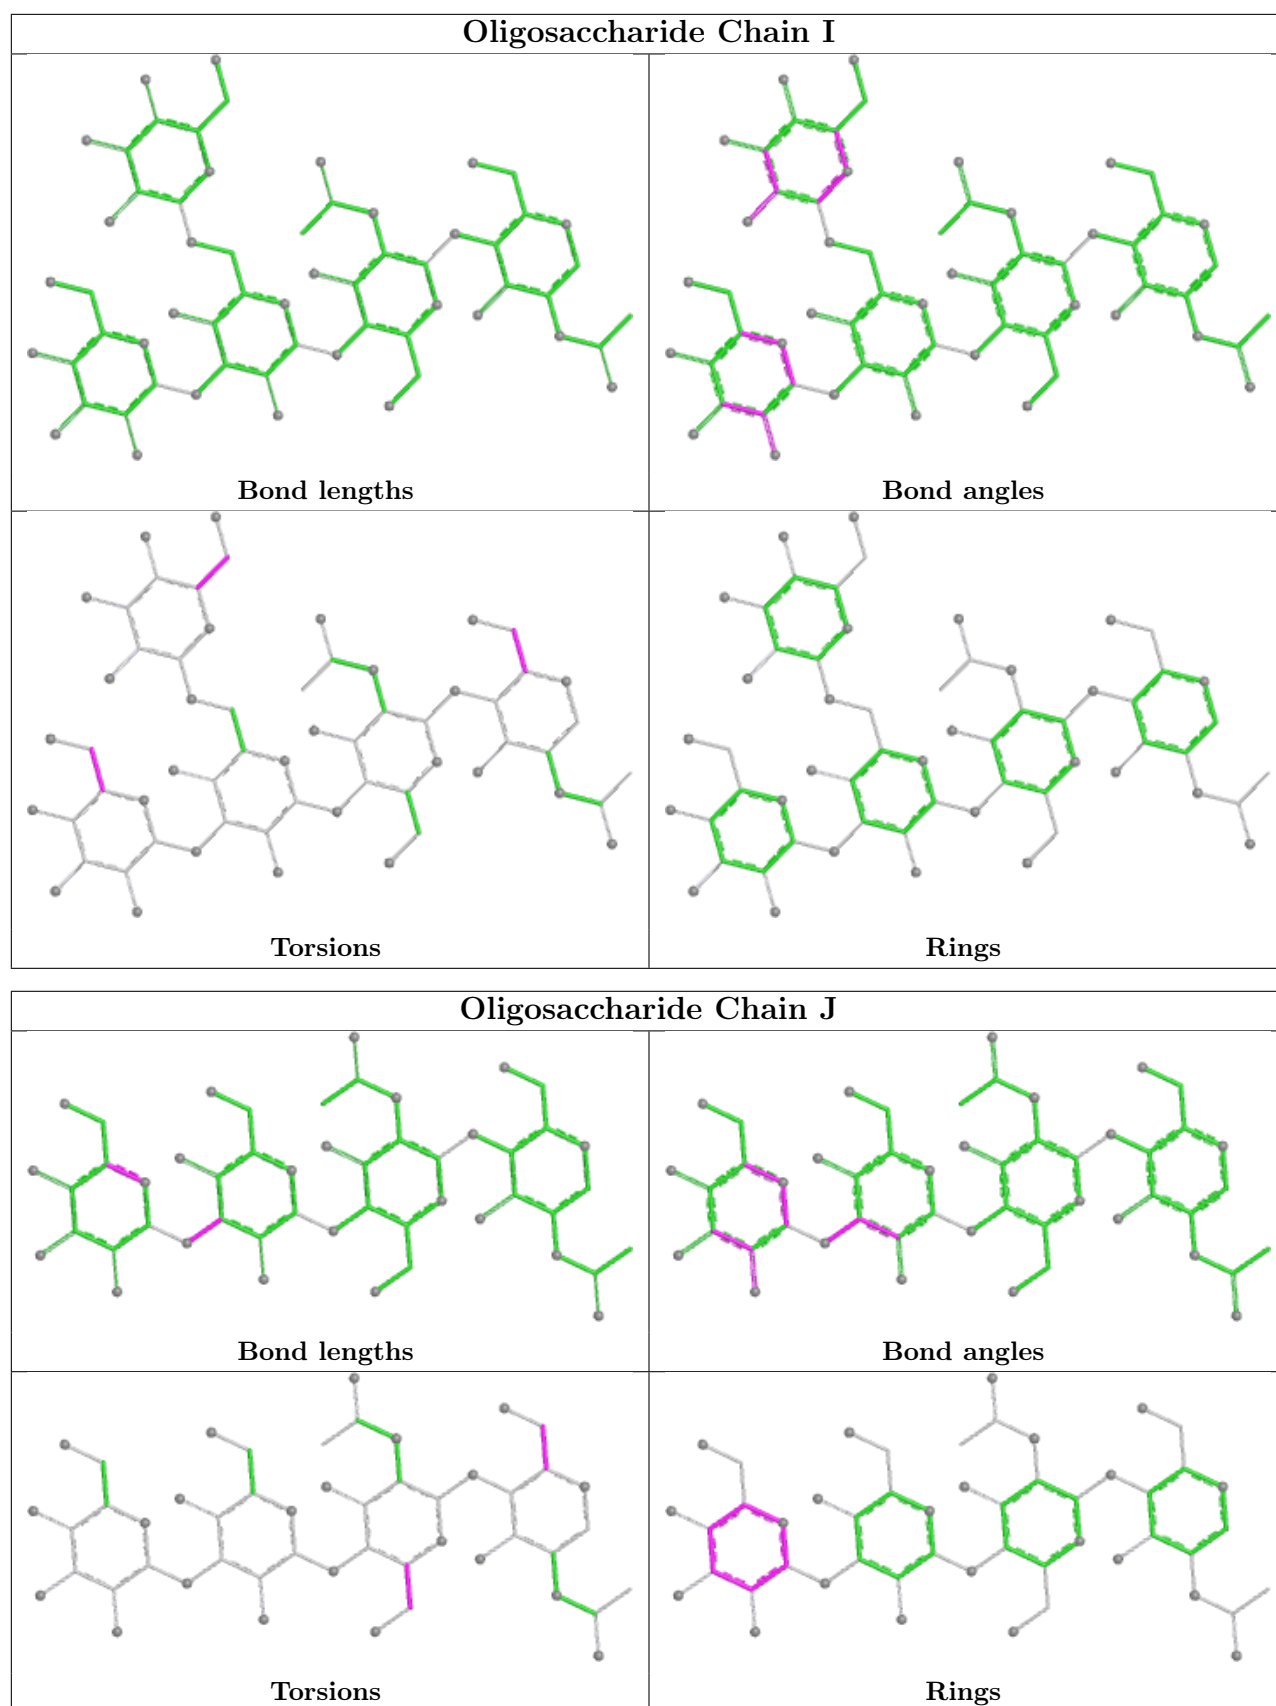 Oligosaccharide Chain I
Bond lengths
Bond angles
Torsions
Rings
Oligosaccharide Chain J
Bond lengths
Bond angles
Torsions
Rings